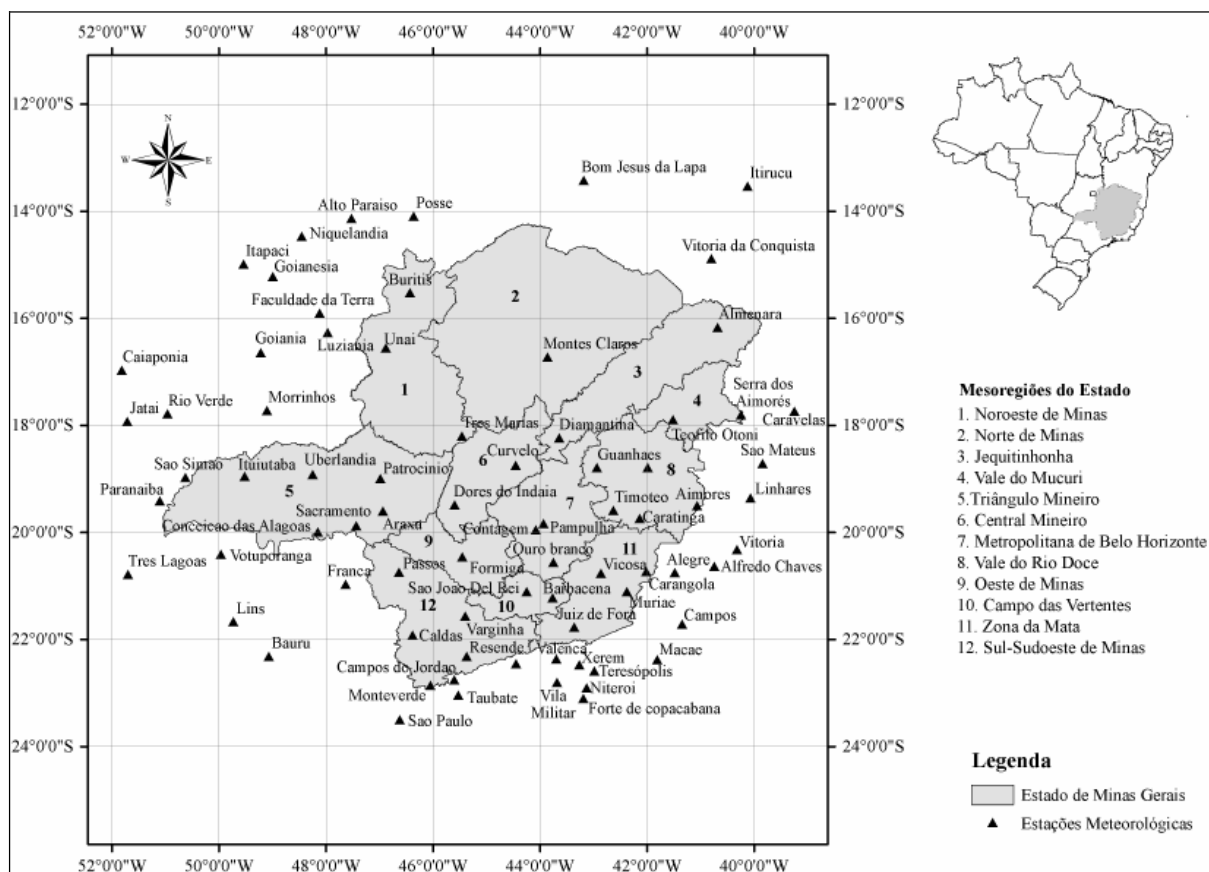 52°0'0"W 50°0'0"W 48°0'0"W 46°0'0"W 44°0'0"W 42°0'0"W 40°0'0"W
12°0'0"S 12°0'0"S
14°0'0"S 14°0'0"S
16°0'0"S 16°0'0"S
18°0'0"S 18°0'0"S
20°0'0"S 20°0'0"S
22°0'0"S 22°0'0"S
24°0'0"S 24°0'0"S
52°0'0"W 50°0'0"W 48°0'0"W 46°0'0"W 44°0'0"W 42°0'0"W 40°0'0"W
N
W E
S
Bom Jesus da Lapa
Itirucu
Alto Paraiso
Posse
Niquelandia
Vitoria da Conquista
Itapaci
Goianesia
Buritis
2
Faculdade da Terra
Almenara
Goiania
Luziania
Unai
Montes Claros
Caiaponia
3
1
4
Serra dos
Aimorés
Jatai
Rio Verde
Morrinhos
Caravelas
Tres Marias
Diamantina
Teofilo Otoni
Curvelo
6
Guanhaes
8
Sao Mateus
Sao Simao
Ituiutaba
Uberlandia
Patrocinio
5
Paranaiba
Dores do Indaia
7
Timoteo
Aimores
Linhares
Sacramento
Araxa
Contagem
Pampulha
Caratinga
Conceicao das Alagoas
9
Ouro branco
11
Vitoria
Tres Lagoas
Votuporanga
Franca
Passos
Formiga
Vicosa
Alegre
Alfredo Chaves
Sao João Del Rei
Barbacena
Carangola
12
10
Muriae
Lins
Juiz de Fora
Campos
Bauru
Caldas
Varginha
Resende
Valenca
Xerem
Macae
Campos do Jordao
Teresópolis
Monteverde
Taubate
Vila
Militar
Niteroi
Forte de copacabana
Sao Paulo
Mesoregiões do Estado
1. Noroeste de Minas
2. Norte de Minas
3. Jequitinhonha
4. Vale do Mucuri
5.Triângulo Mineiro
6. Central Mineiro
7. Metropolitana de Belo Horizonte
8. Vale do Rio Doce
9. Oeste de Minas
10. Campo das Vertentes
11. Zona da Mata
12. Sul-Sudoeste de Minas
Legenda
Estado de Minas Gerais
Estações Meteorológicas